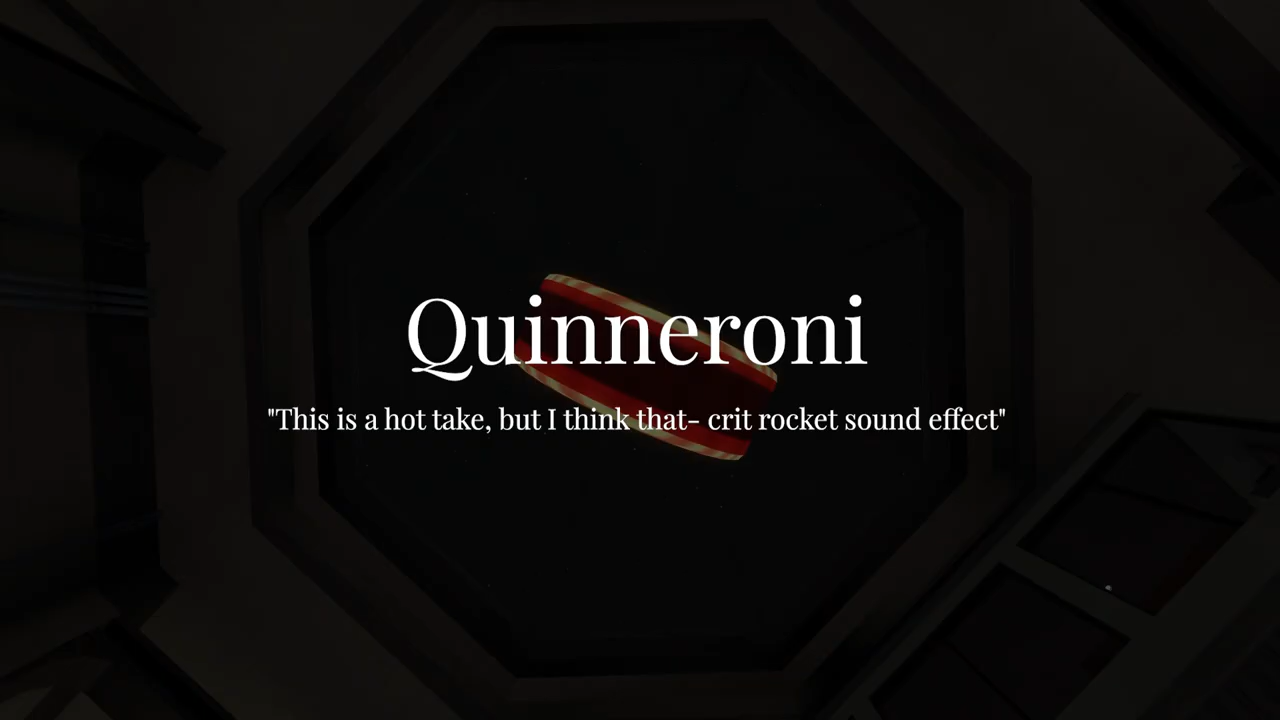 Quinneroni
"This is a hot take, but I think that- crit rocket sound effect"